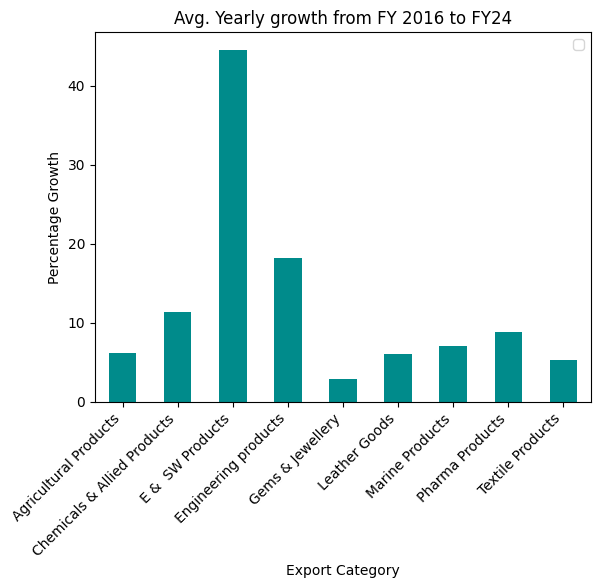 Avg. Yearly growth from FY 2016 to FY24
Percentage Growth
40
30
20
10
0
Agricultural Products
Chemicals & Allied Products
E &  SW Products
Engineering products
Gems & Jewellery
Leather Goods
Marine Products
Pharma Products
Textile Products
Export Category